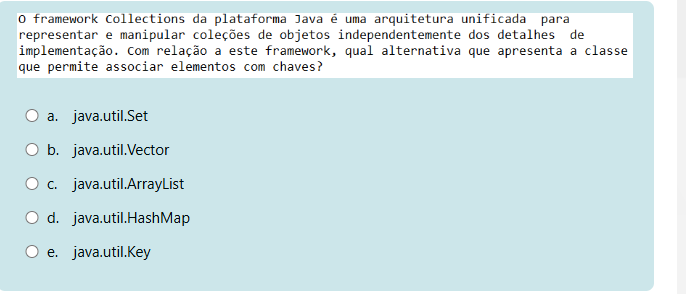 O framework Collections da plataforma Java é uma arquitetura unificada para
representar e manipular coleções de objetos independentemente dos detalhes de
implementação. Com relação a este framework, qual alternativa que apresenta a classe
que permite associar elementos com chaves?
a. java.util.Set
b. java.util.Vector
c. java.util.ArrayList
d. java.util.HashMap
e. java.util.Key